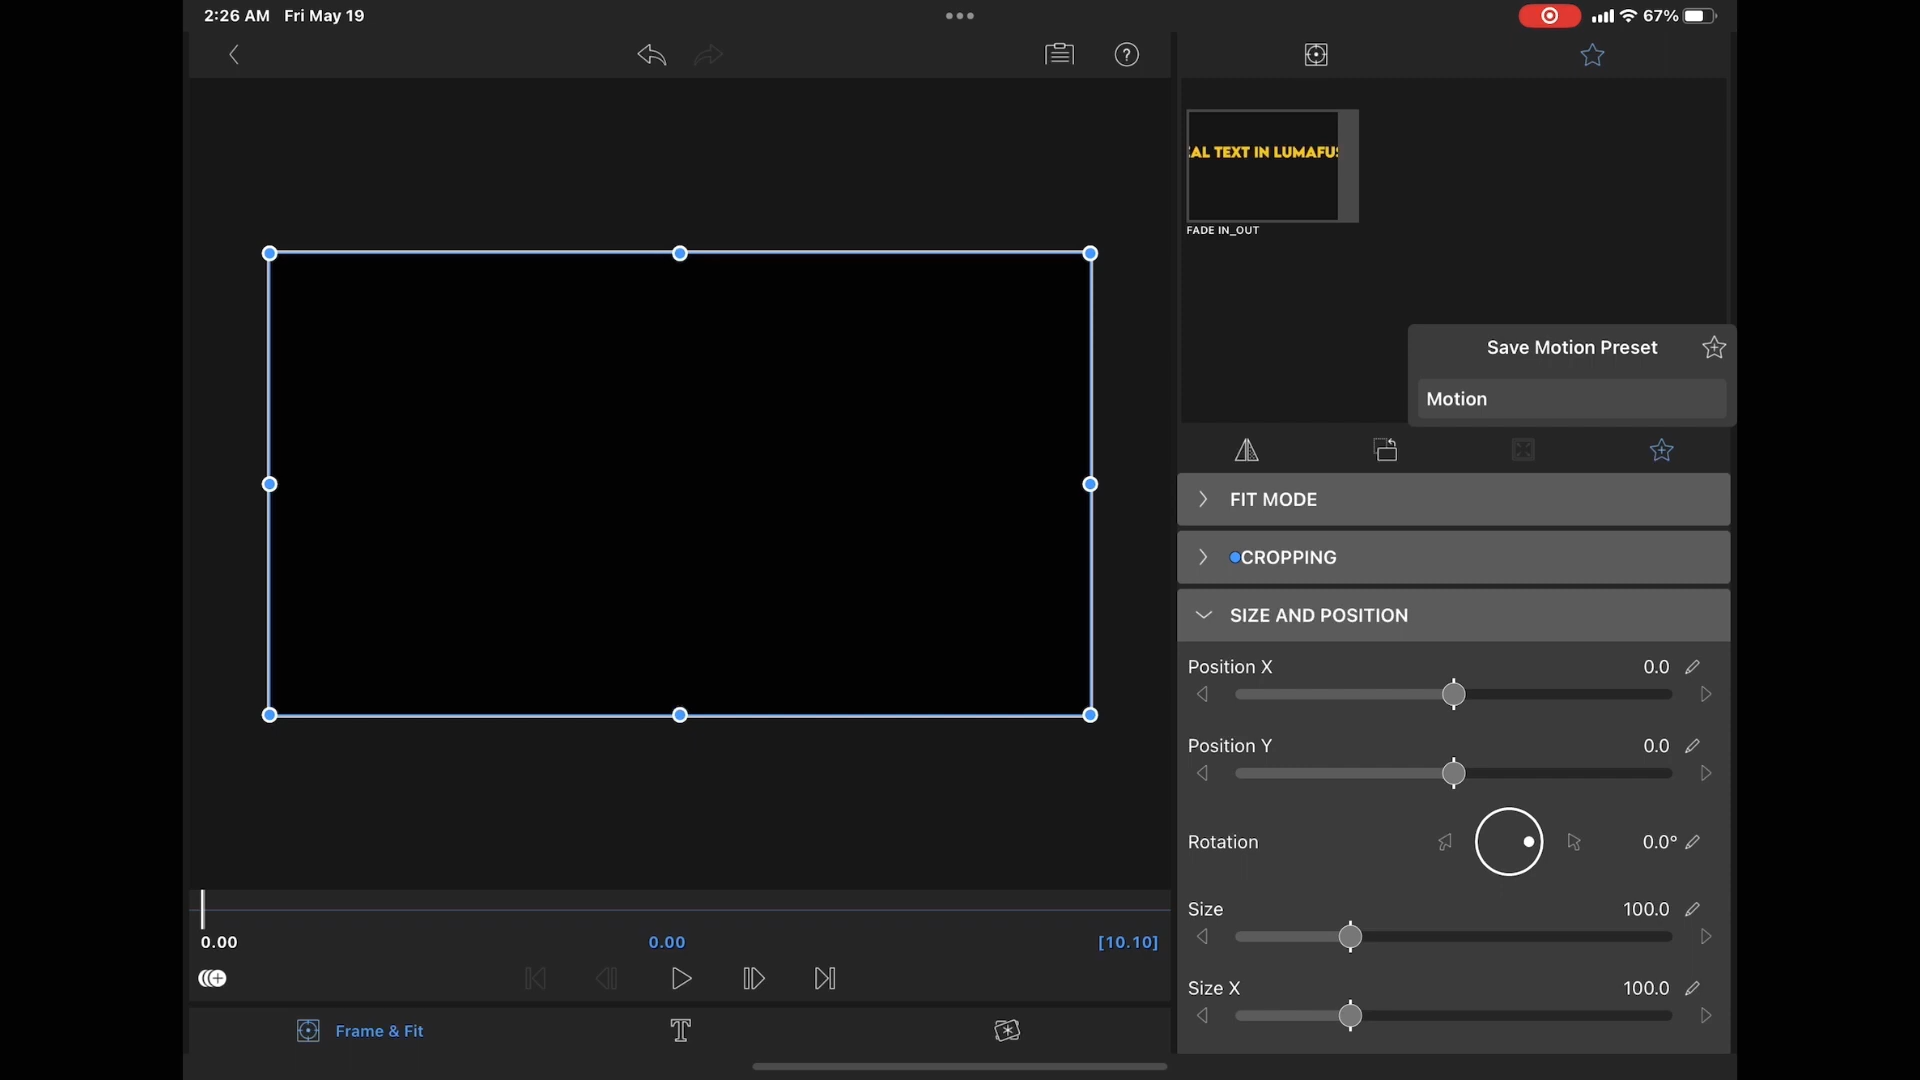 2:26 AM Fri May 19
67%
AL TEXT IN LUMAFU
FADE IN_OUT
Save Motion Preset
Motion
FIT MODE
CROPPING
SIZE AND POSITION
Position X 0.0
Position Y 0.0
Rotation 0.0°
Size 100.0
Size X 100.0
0.00 0.00 [10.10]
Frame & Fit